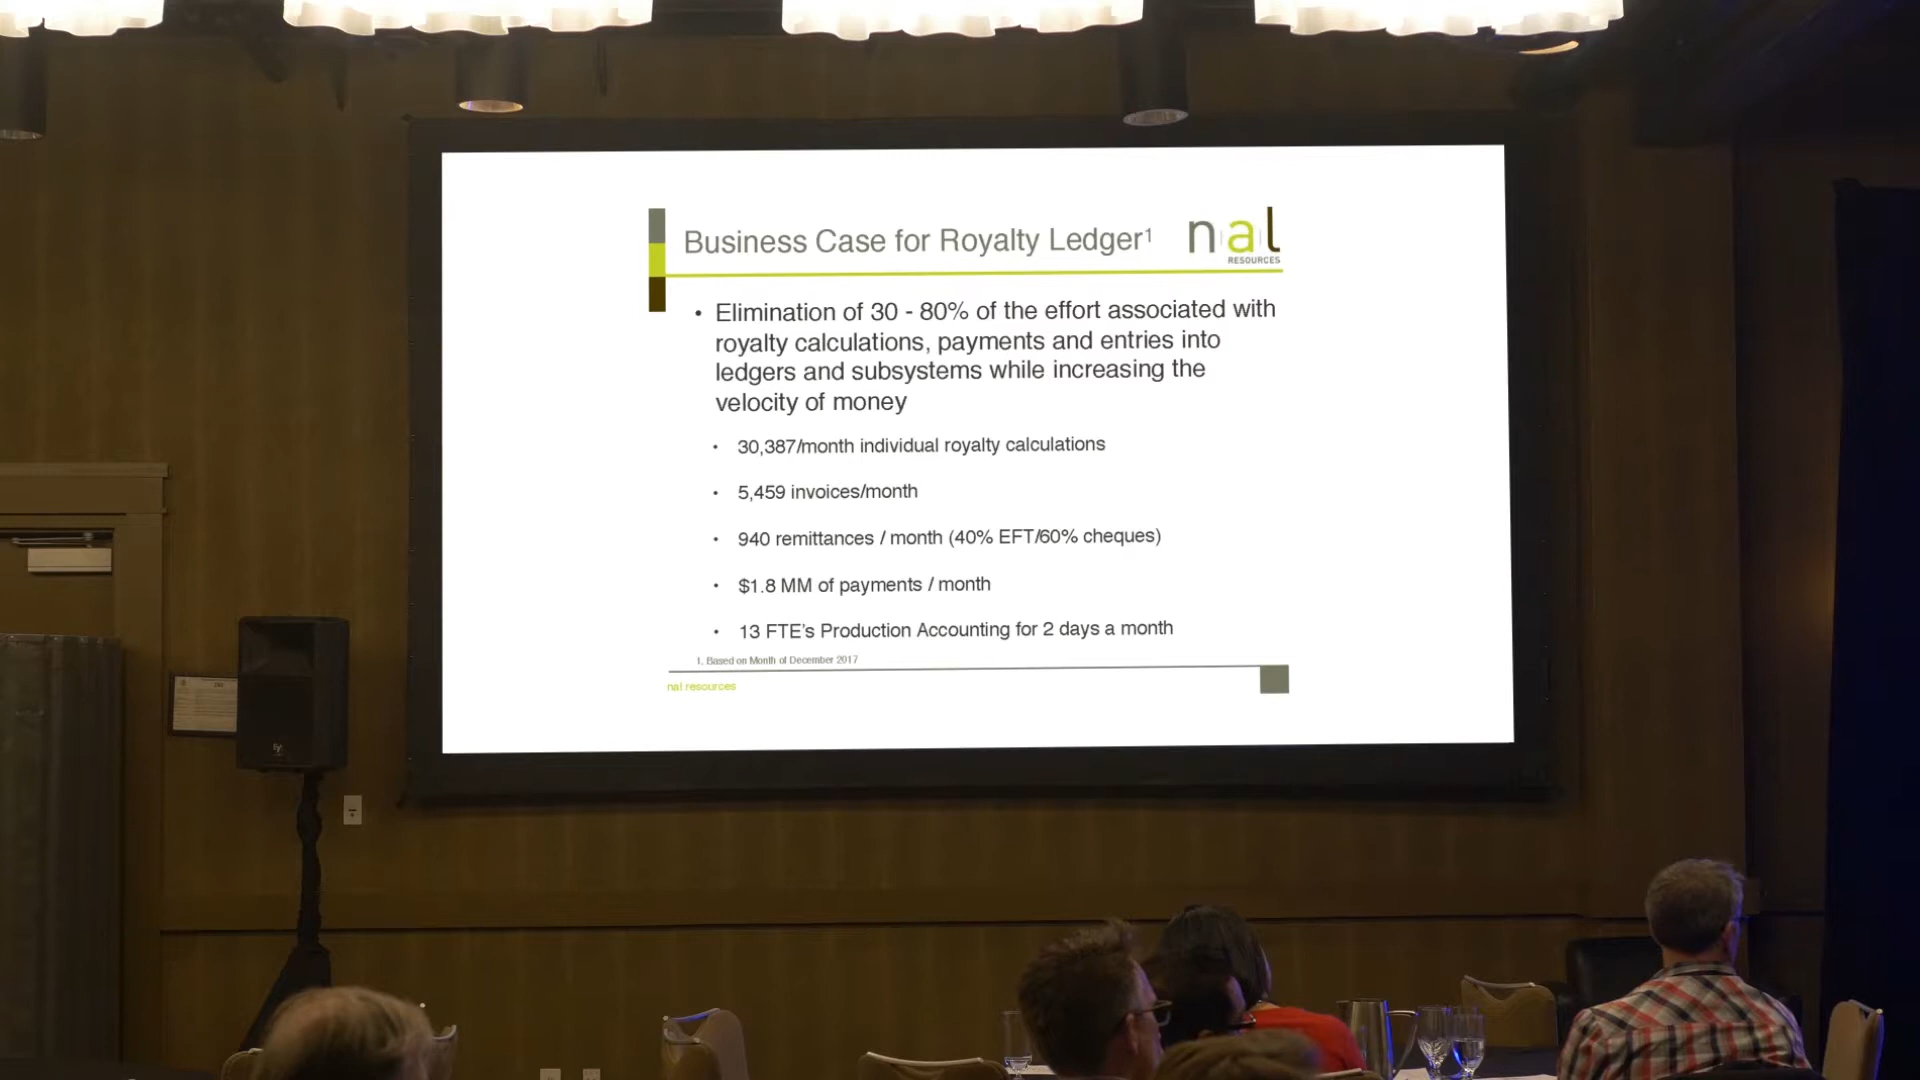 Business Case for Royalty Ledger¹
nal
RESOURCES
• Elimination of 30 - 80% of the effort associated with
royalty calculations, payments and entries into
ledgers and subsystems while increasing the
velocity of money
• 30,387/month individual royalty calculations
• 5,459 invoices/month
• 940 remittances / month (40% EFT/60% cheques)
• $1.8 MM of payments / month
• 13 FTE's Production Accounting for 2 days a month
1. Based on Month of December 2017
nal resources